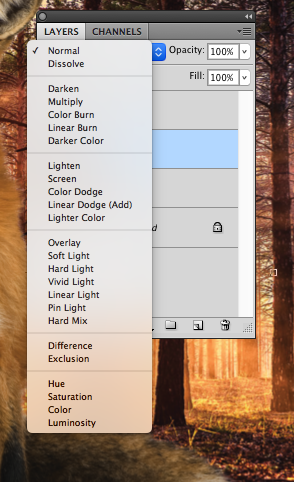 LAYERS CHANNELS
✓ Normal Opacity: 100%
Dissolve
Fill: 100%
Darken
Multiply
Color Burn
Linear Burn
Darker Color
Lighten
Screen
Color Dodge
Linear Dodge (Add)
Lighter Color
Overlay
Soft Light
Hard Light
Vivid Light
Linear Light
Pin Light
Hard Mix
Difference
Exclusion
Hue
Saturation
Color
Luminosity